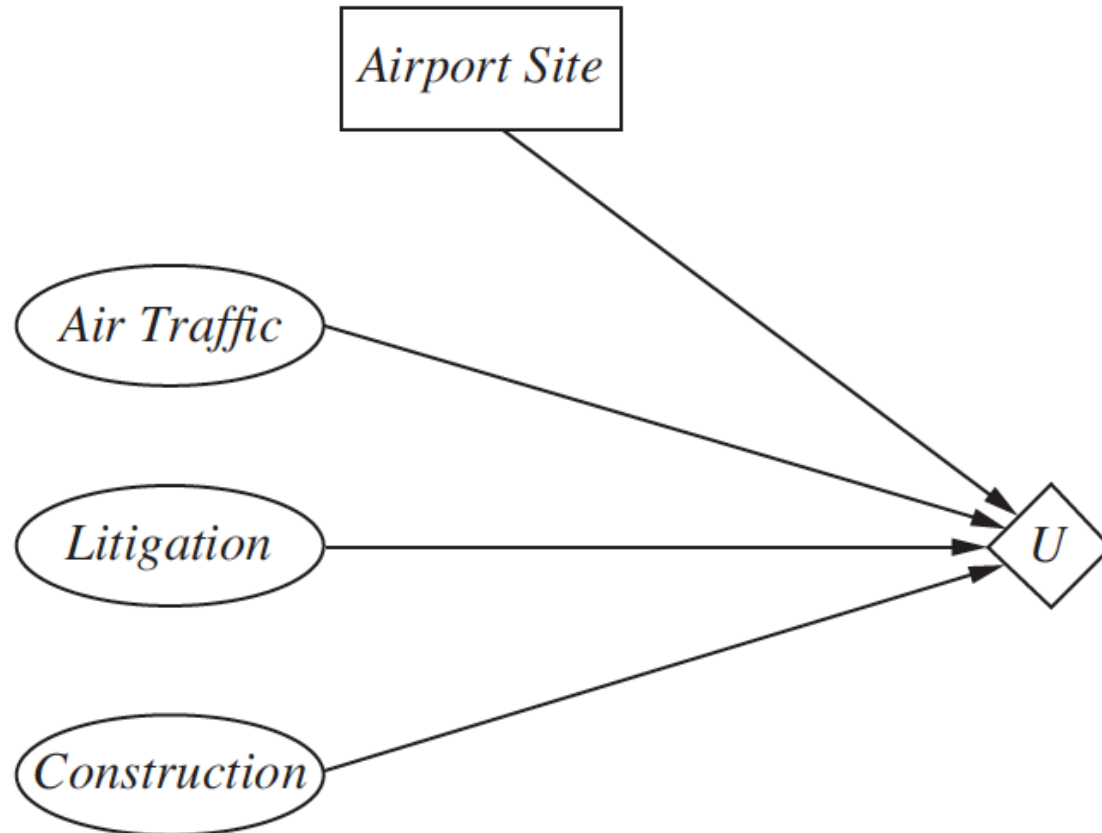 Airport Site
Air Traffic
Litigation
U
Construction